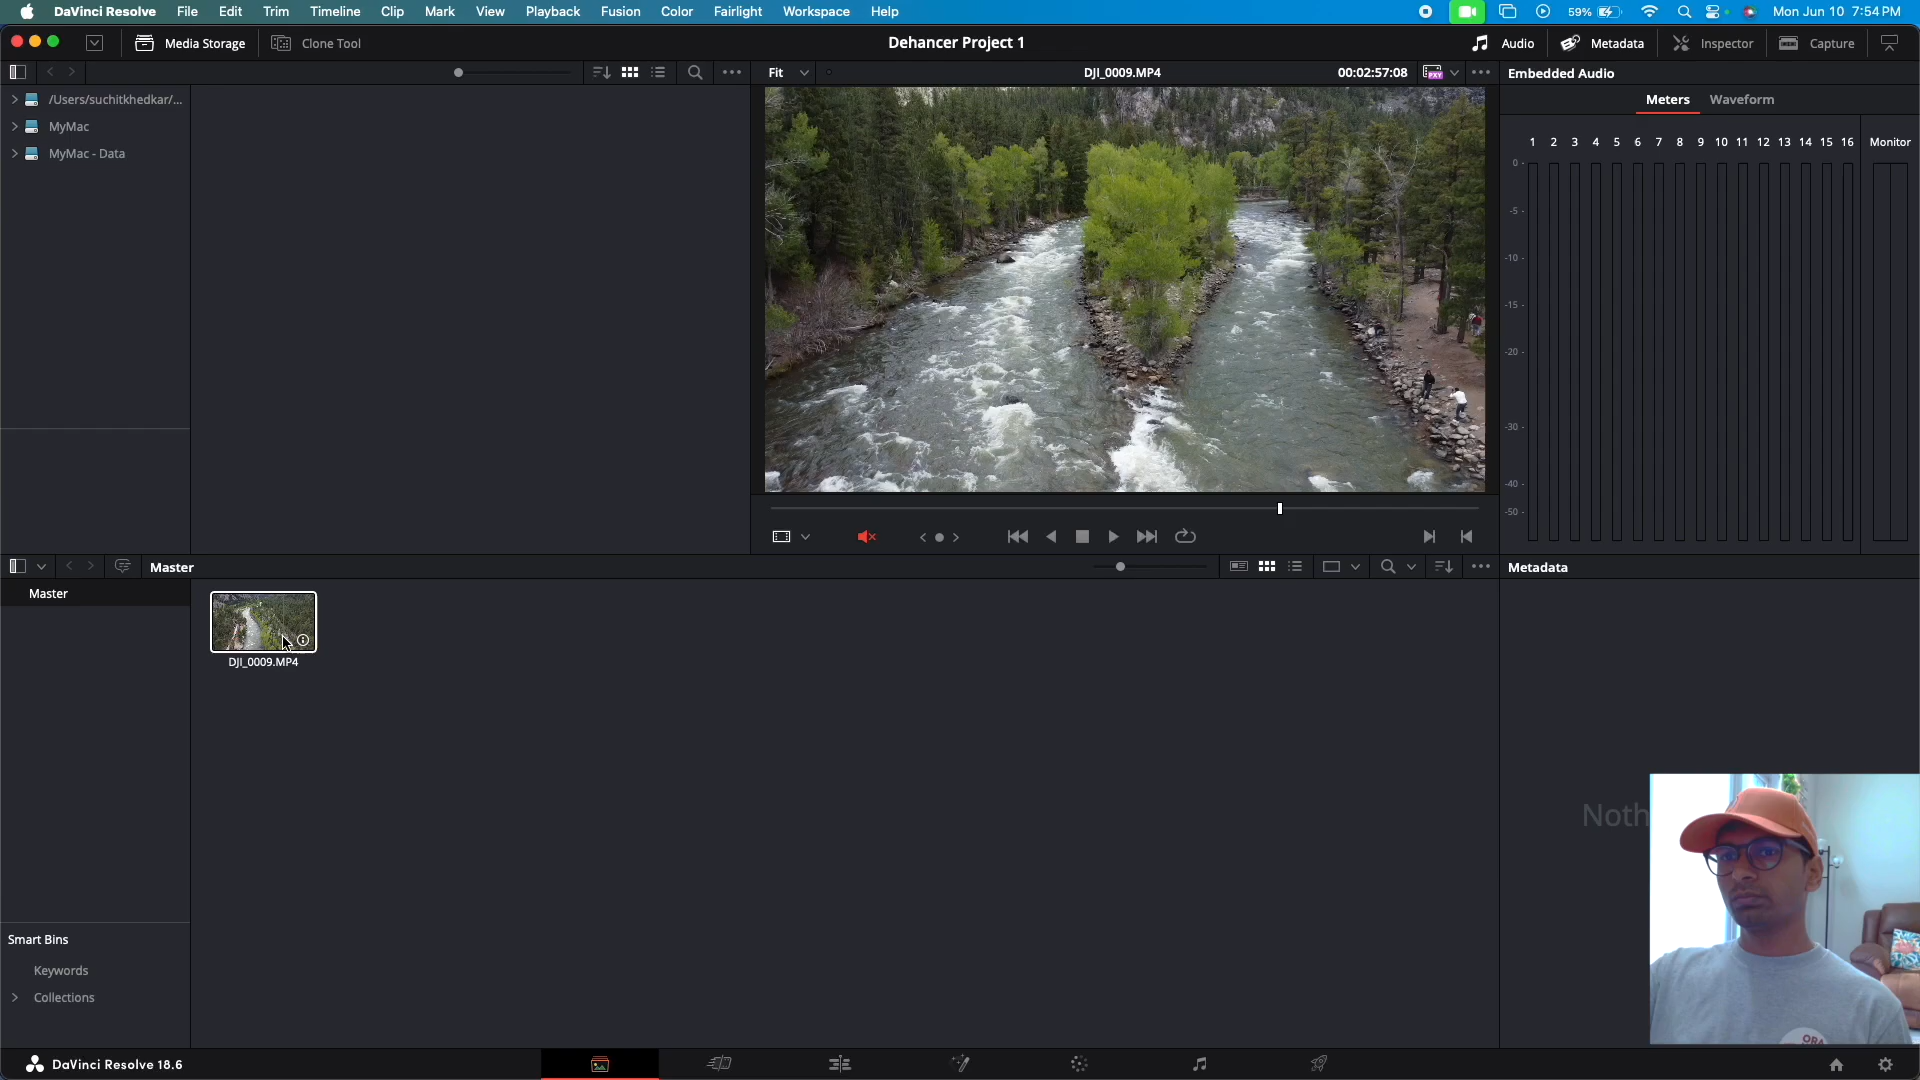 DaVinci Resolve File Edit Trim Timeline Clip Mark View Playback Fusion Color Fairlight Workspace Help 59% Mon Jun 10 7:54 PM
Media Storage Clone Tool Dehancer Project 1 Audio Metadata Inspector Capture
Fit DJI_0009.MP4 00:02:57:08 PXY Embedded Audio
/Users/suchitkhedkar/...
MyMac
MyMac - Data
Meters Waveform
1 2 3 4 5 6 7 8 9 10 11 12 13 14 15 16 Monitor
0 -
-5 -
-10 -
-15 -
-20 -
-30 -
-40 -
-50 -
Master Metadata
Master
DJI_0009.MP4
Noth
Smart Bins
Keywords
Collections
DaVinci Resolve 18.6